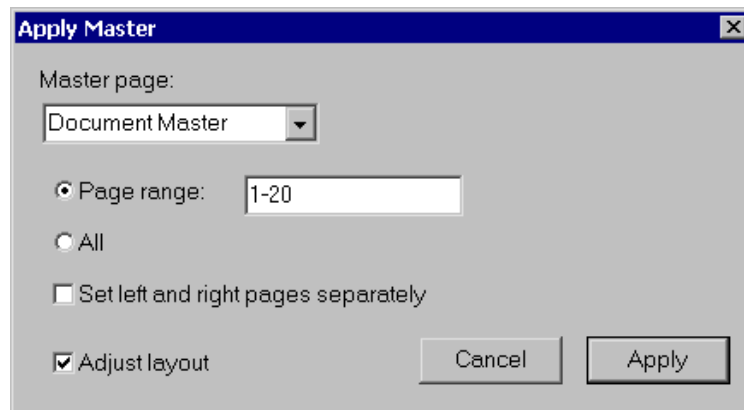 Apply Master
Master page:
Document Master
Page range: 1-20
All
Set left and right pages separately
Adjust layout Cancel Apply